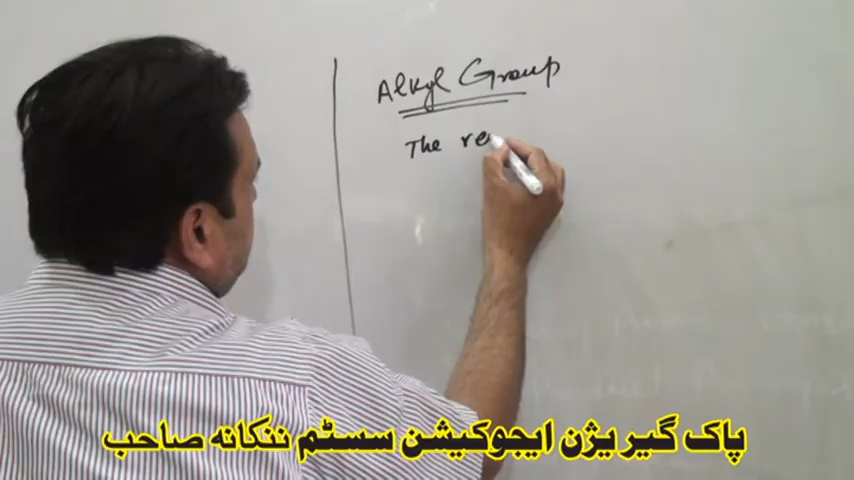 Alkyl Group
The re
پاک گیریژن ایجوکیشن سسٹم ننکانہ صاحب